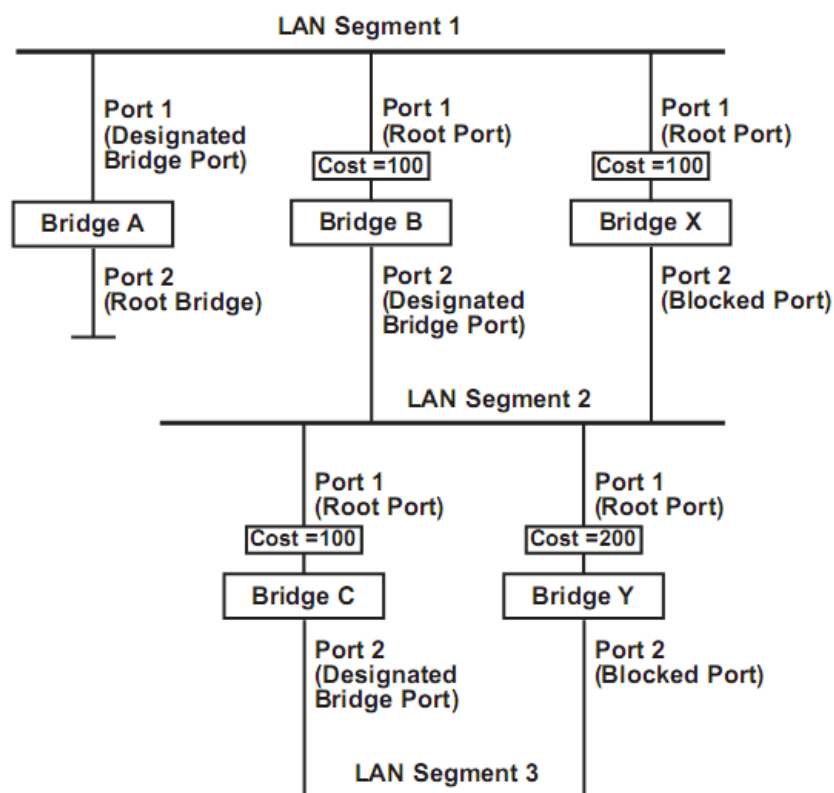 LAN Segment 1
Port 1
(Designated
Bridge Port)
Port 1
(Root Port)
Cost =100
Port 1
(Root Port)
Cost =100
Bridge A
Bridge B
Bridge X
Port 2
(Root Bridge)
Port 2
(Designated
Bridge Port)
Port 2
(Blocked Port)
LAN Segment 2
Port 1
(Root Port)
Cost =100
Port 1
(Root Port)
Cost =200
Bridge C
Bridge Y
Port 2
(Designated
Bridge Port)
Port 2
(Blocked Port)
LAN Segment 3